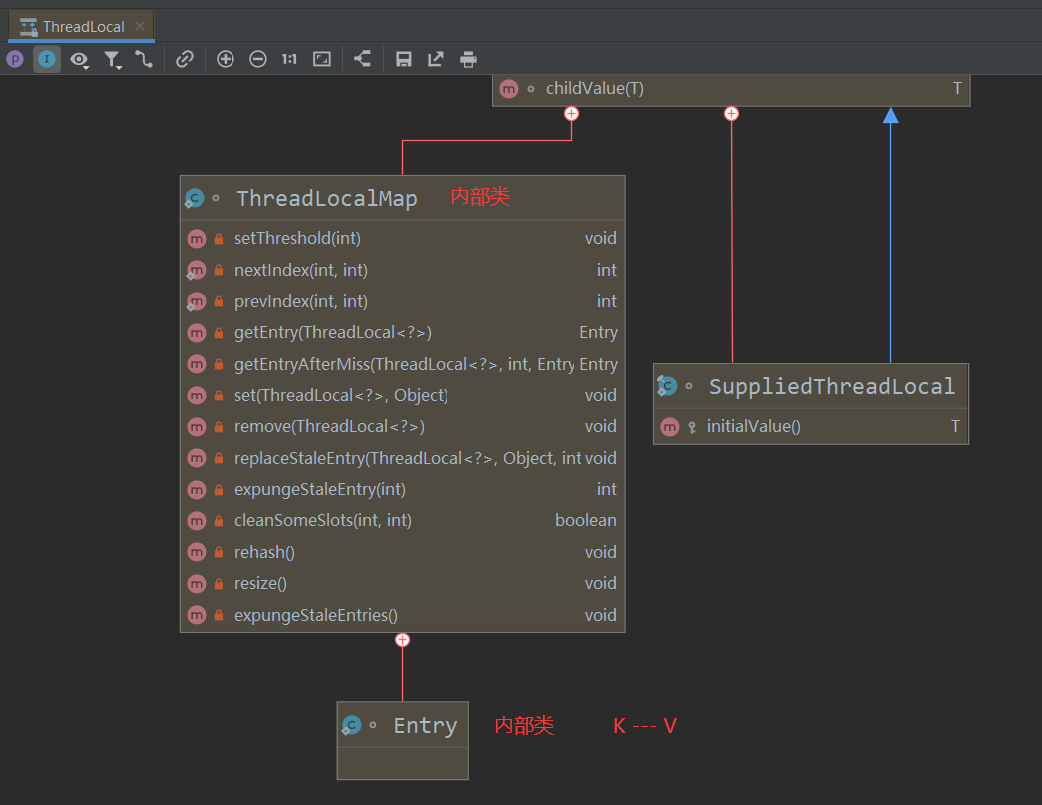 ThreadLocal
1:1
childValue(T) T
ThreadLocalMap 内部类
setThreshold(int) void
nextIndex(int, int) int
prevIndex(int, int) int
getEntry(ThreadLocal<?>) Entry
getEntryAfterMiss(ThreadLocal<?>, int, Entry Entry
set(ThreadLocal<?>, Object) void
remove(ThreadLocal<?>) void
replaceStaleEntry(ThreadLocal<?>, Object, int void
expungeStaleEntry(int) int
cleanSomeSlots(int, int) boolean
rehash() void
resize() void
expungeStaleEntries() void
SuppliedThreadLocal
initialValue() T
Entry 内部类 K --- V